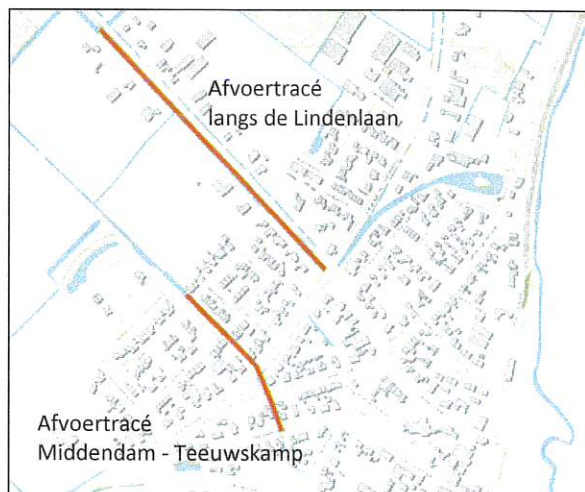 Afvoertracé
langs de Lindenlaan
Afvoertracé
Middendam - Teeuwskamp